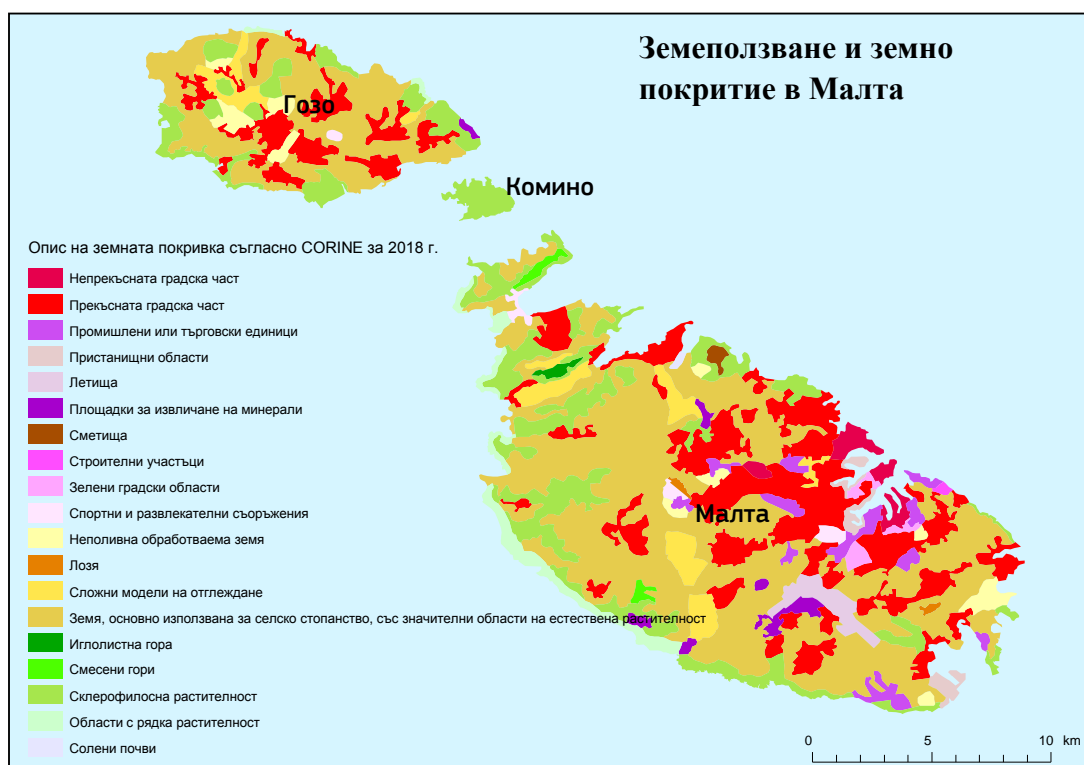 Земеползване и земно
покритие в Малта
Гозо
Комино
Малта
Опис на земната покривка съгласно CORINE за 2018 г.
Непрекъсната градска част
Прекъсната градска част
Промишлени или търговски единици
Пристанищни области
Летища
Площадки за извличане на минерали
Сметища
Строителни участъци
Зелени градски области
Спортни и развлекателни съоръжения
Неполивна обработваема земя
Лозя
Сложни модели на отглеждане
Земя, основно използвана за селско стопанство, със значителни области на естествена растителност
Иглолистна гора
Смесени гори
Склерофилосна растителност
Области с рядка растителност
Солени почви
0 5 10 km